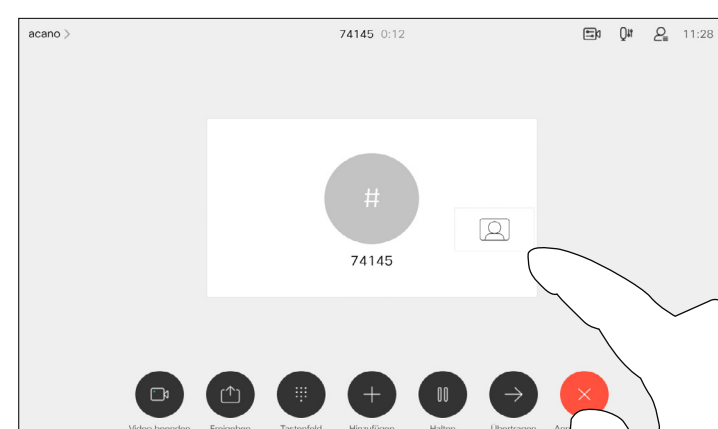 acano >
74145 0:12
11:28
#
74145
Video beenden Freigeben Tastenfeld Hinzufügen Halten Übertragen